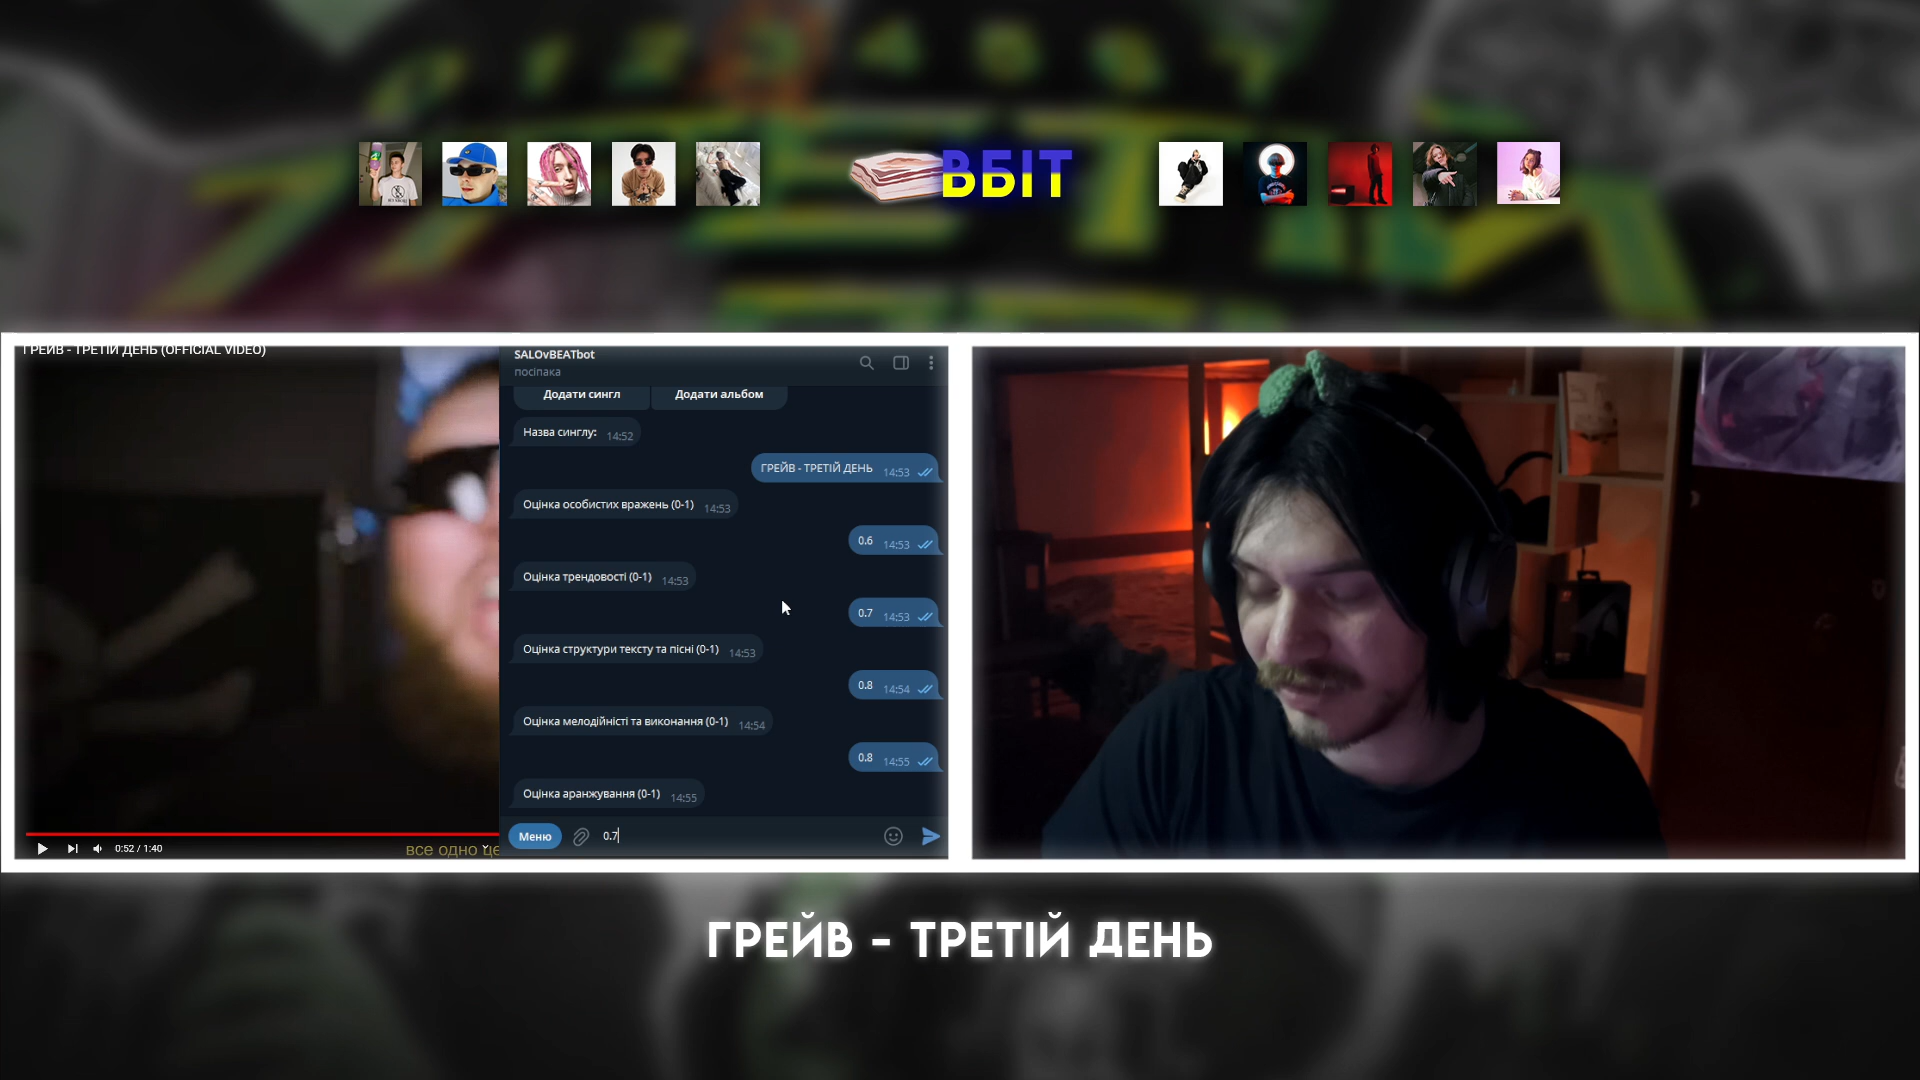 ВБІТ
ГРЕЙВ - ТРЕТІЙ ДЕНЬ (OFFICIAL VIDEO)
SALOvBEATbot
посіпака
Додати сингл
Додати альбом
Назва синглу: 14:52
ГРЕЙВ - ТРЕТІЙ ДЕНЬ 14:53
Оцінка особистих вражень (0-1) 14:53
0.6 14:53
Оцінка трендовості (0-1) 14:53
0.7 14:53
Оцінка структури тексту та пісні (0-1) 14:53
0.8 14:54
Оцінка мелодійністі та виконання (0-1) 14:54
0.8 14:55
Оцінка аранжування (0-1) 14:55
Меню
0.7
0:52 / 1:40
все одно це
ГРЕЙВ - ТРЕТІЙ ДЕНЬ